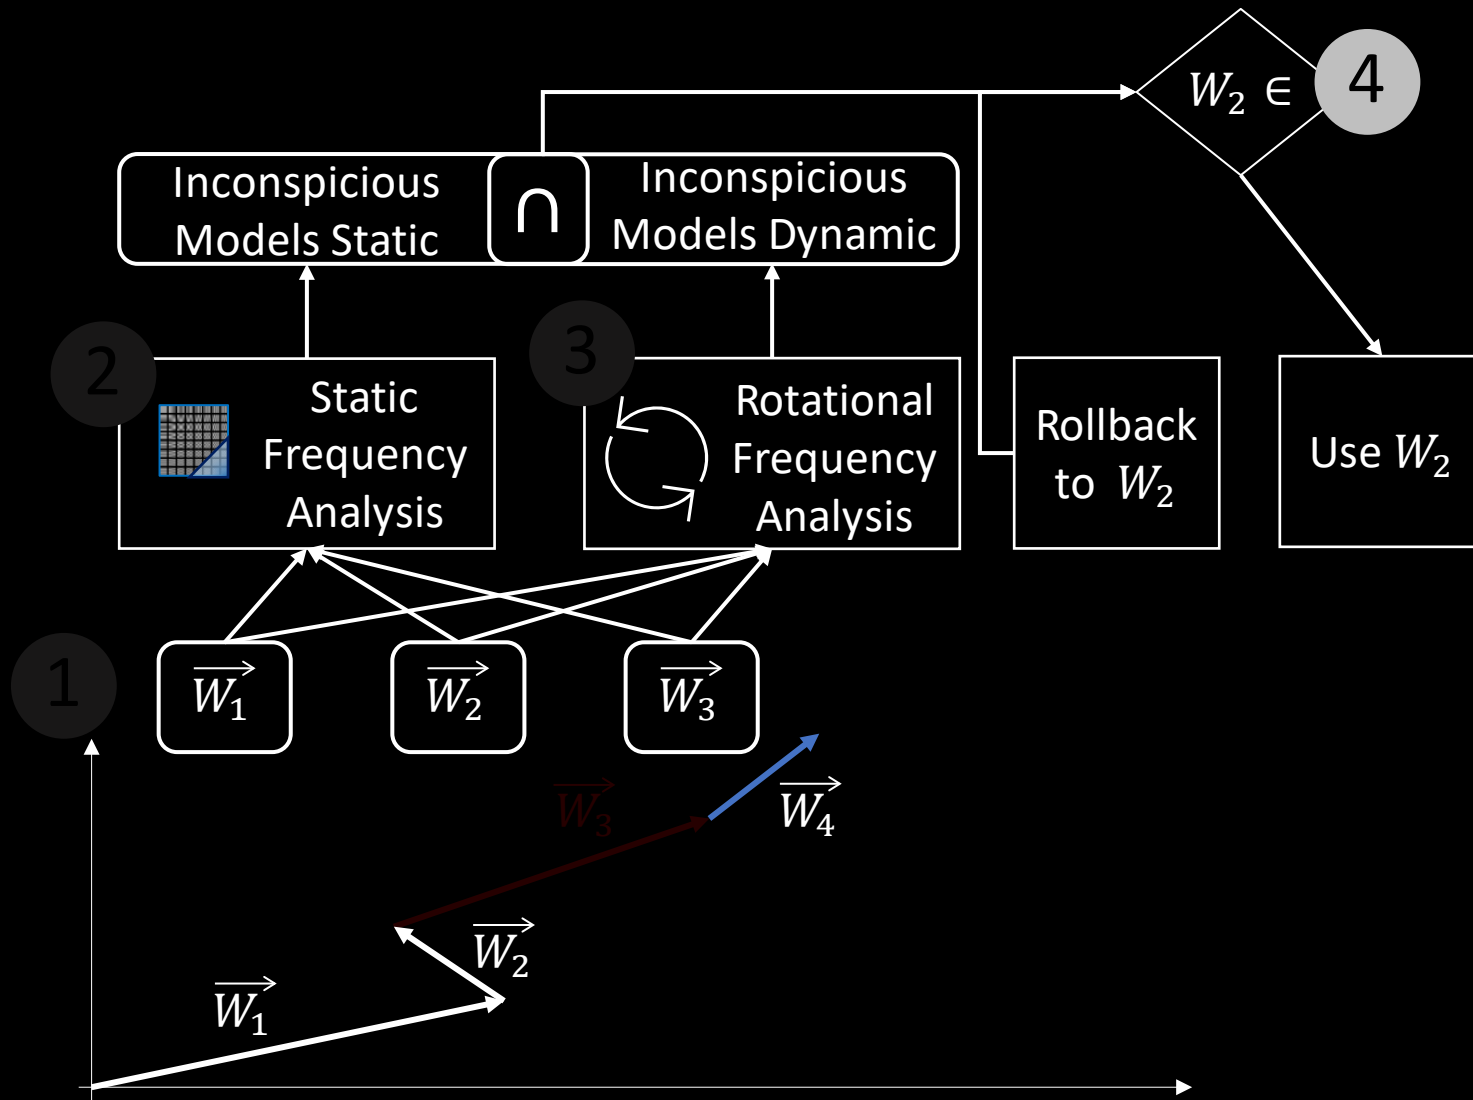 W₂ ∈
4
Inconspicious
Models Static
∩
Inconspicious
Models Dynamic
2
Static
Frequency
Analysis
3
Rotational
Frequency
Analysis
Rollback
to W₂
Use W₂
1
W₁
W₂
W₃
W₃
W₄
W₂
W₁